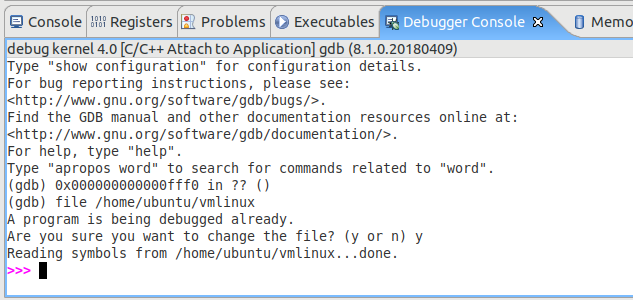 Console Registers Problems Executables Debugger Console Memo
debug kernel 4.0 [C/C++ Attach to Application] gdb (8.1.0.20180409)
Type "show configuration" for configuration details.
For bug reporting instructions, please see:
<http://www.gnu.org/software/gdb/bugs/>.
Find the GDB manual and other documentation resources online at:
<http://www.gnu.org/software/gdb/documentation/>.
For help, type "help".
Type "apropos word" to search for commands related to "word".
(gdb) 0x000000000000fff0 in ?? ()
(gdb) file /home/ubuntu/vmlinux
A program is being debugged already.
Are you sure you want to change the file? (y or n) y
Reading symbols from /home/ubuntu/vmlinux...done.
>>>